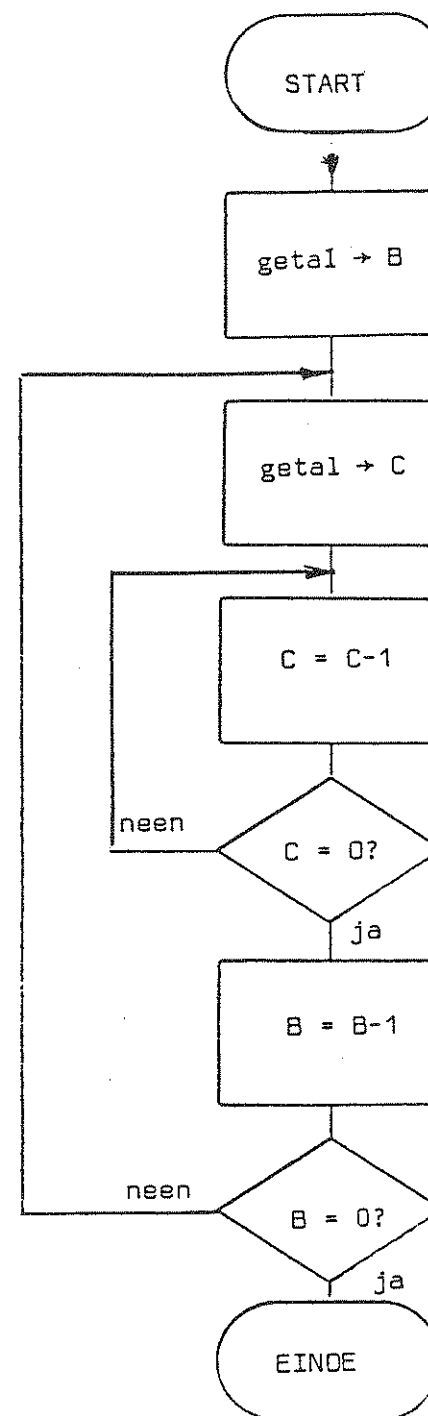 START
getal → B
getal → C
C = C-1
neen
C = 0?
ja
B = B-1
neen
B = 0?
ja
EINDE